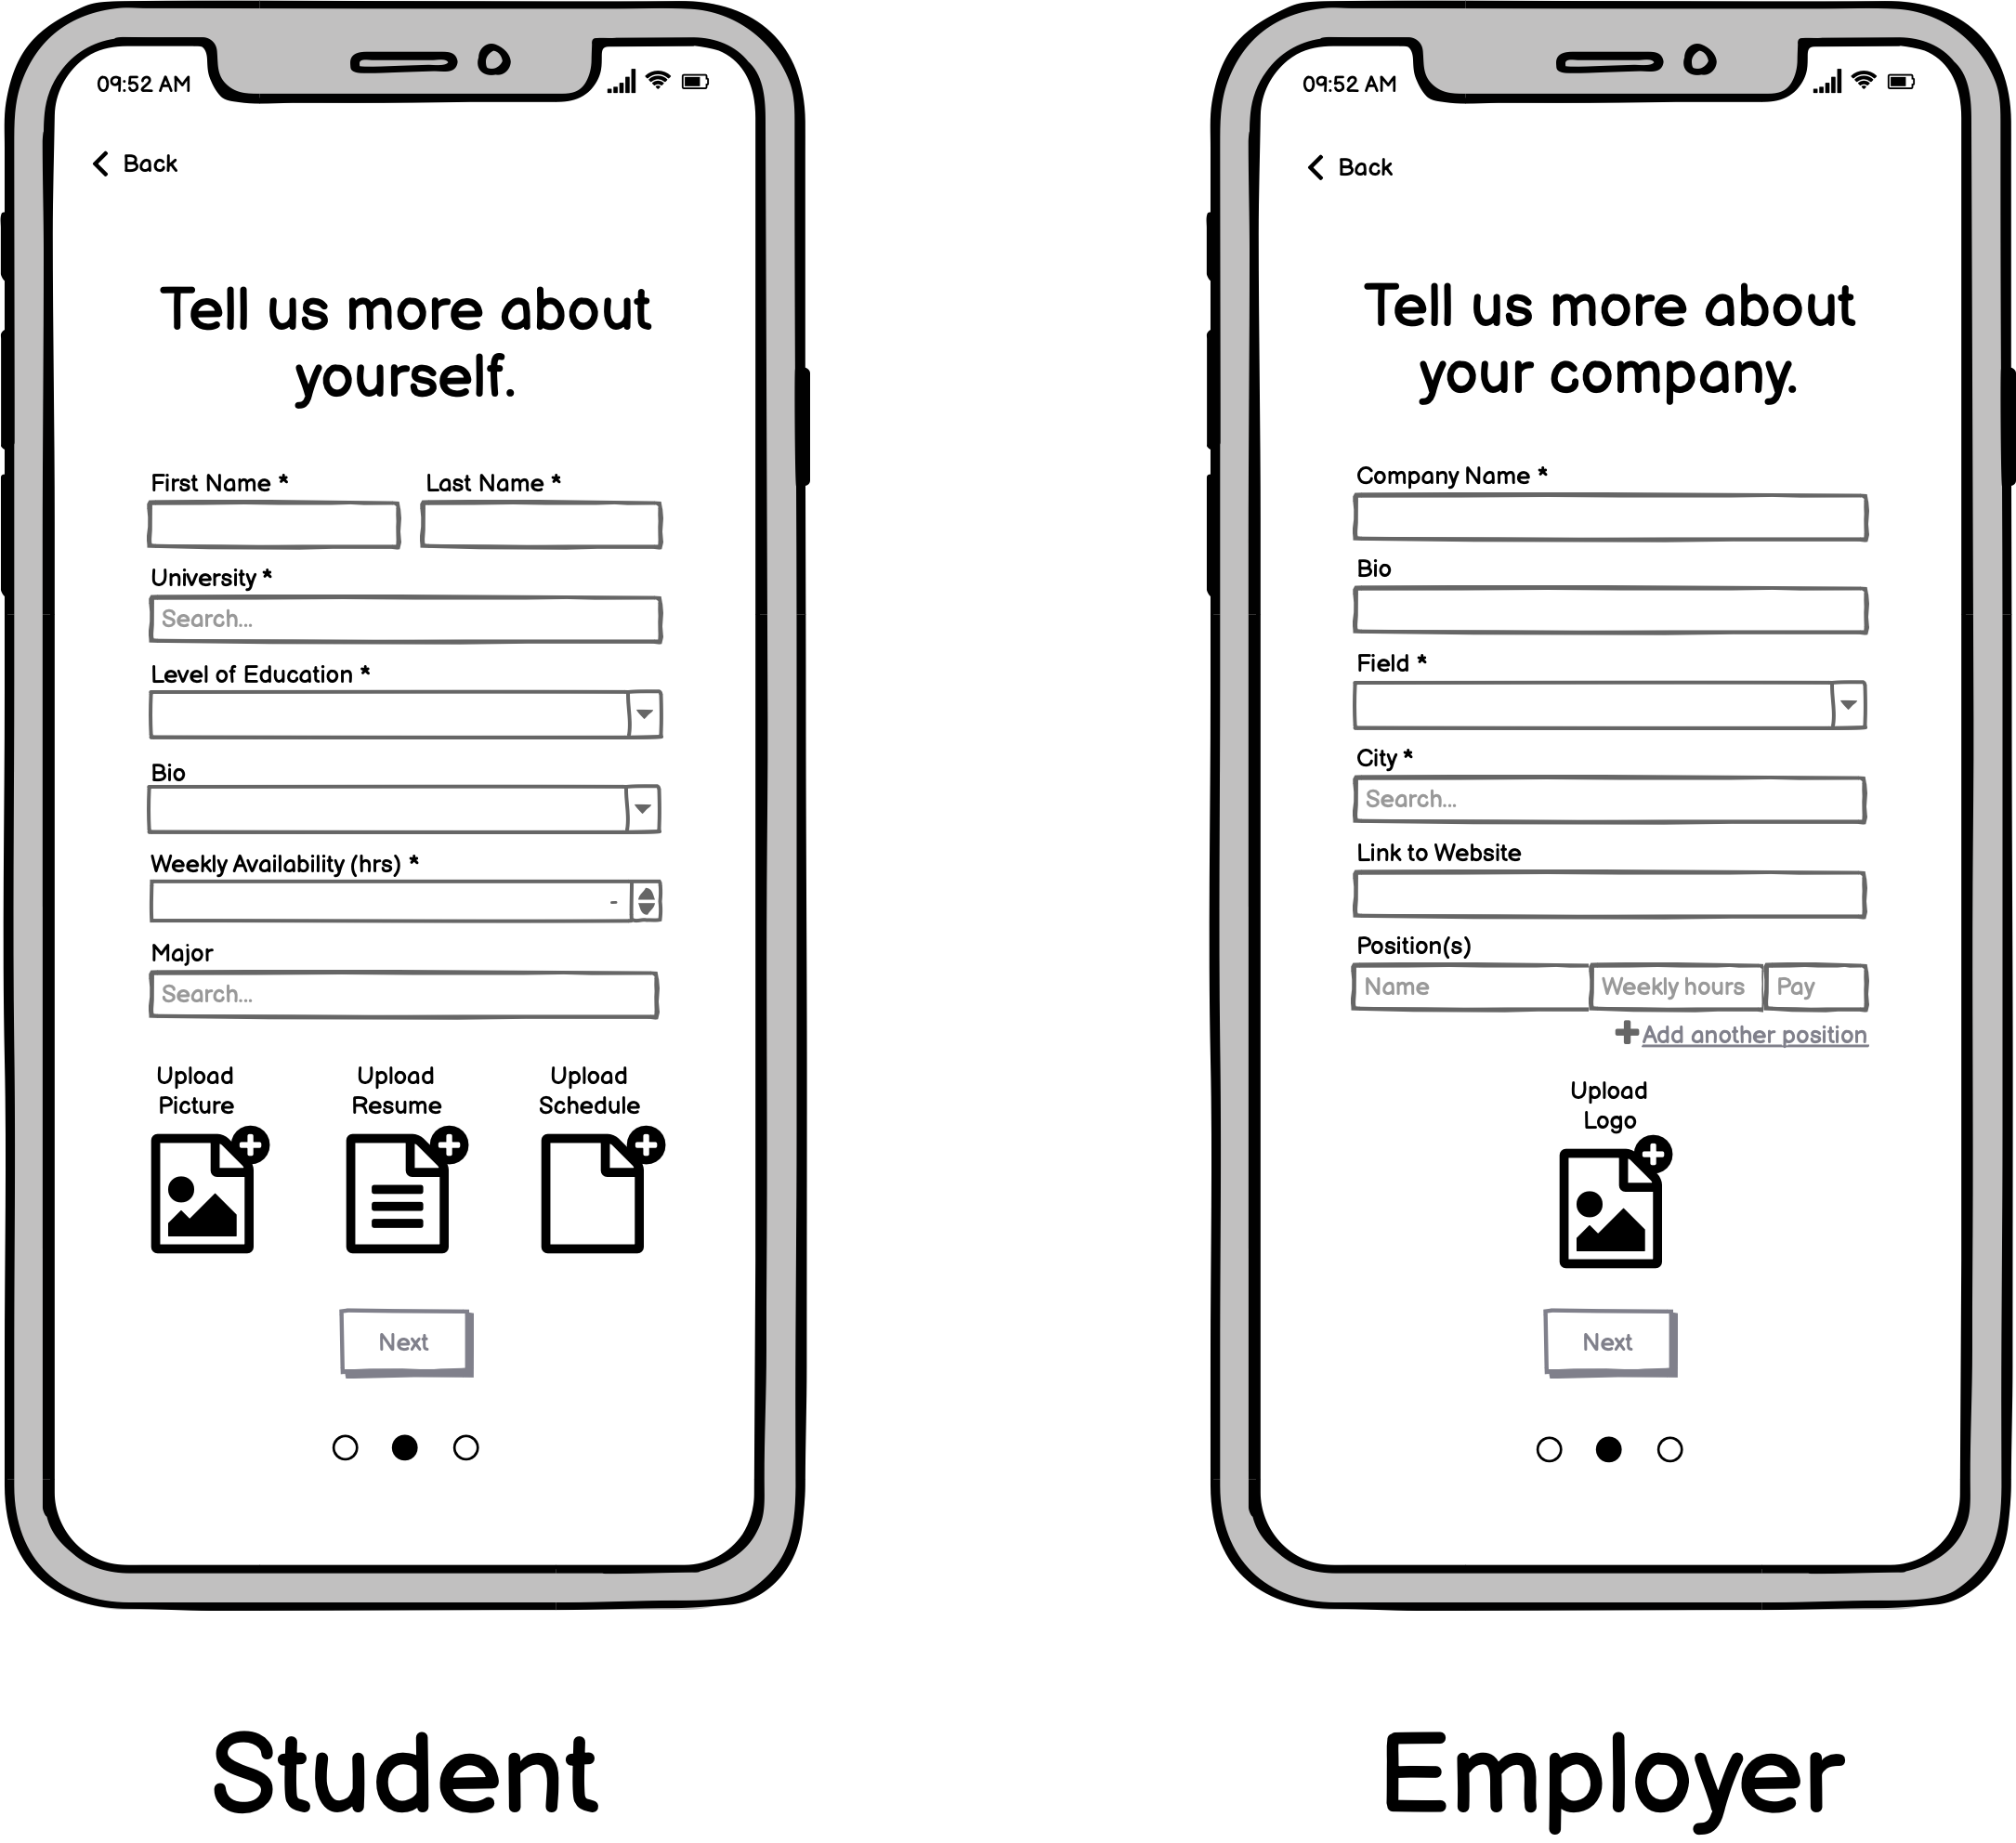 09:52 AM
Back
Tell us more about
yourself.
First Name *
Last Name *
University *
Search...
Level of Education *
Bio
Weekly Availability (hrs) *
-
Major
Search...
Upload
Picture
Upload
Resume
Upload
Schedule
Next
Student
09:52 AM
Back
Tell us more about
your company.
Company Name *
Bio
Field *
City *
Search...
Link to Website
Position(s)
Name
Weekly hours
Pay
Add another position
Upload
Logo
Next
Employer